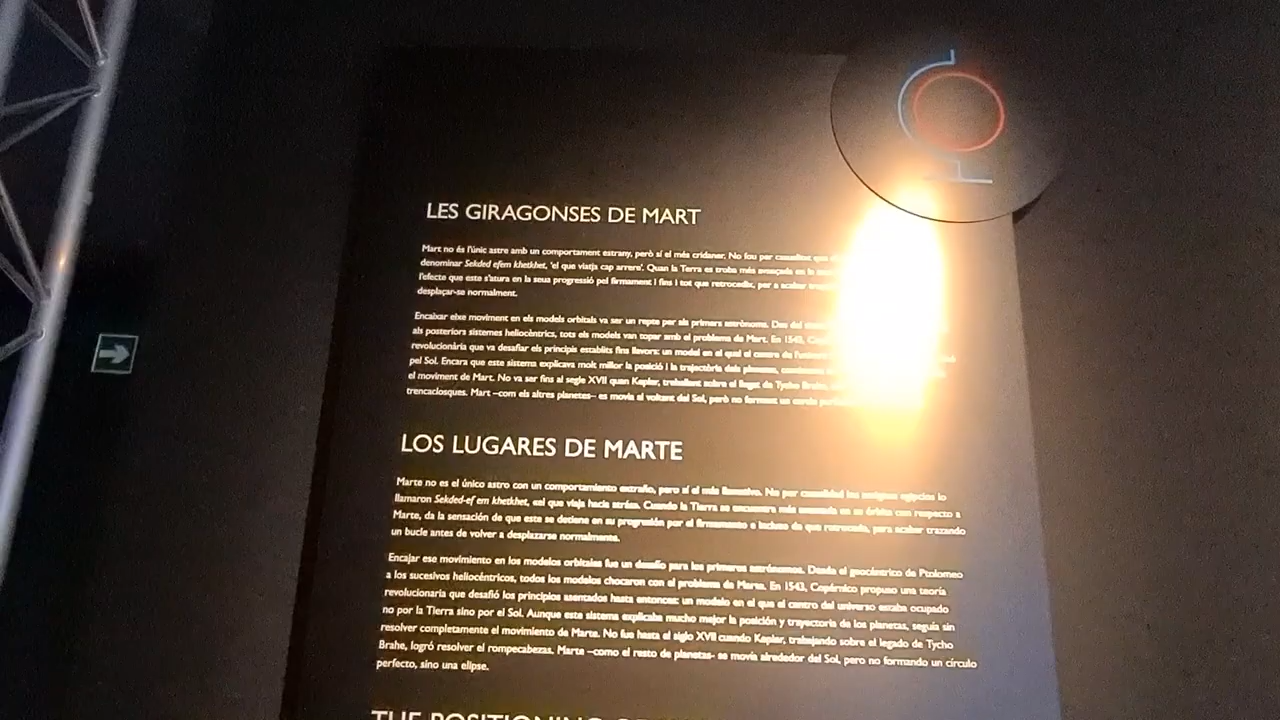 LES GIRAGONSES DE MART
Mart no és l'únic astre amb un comportament estrany, però sí el més cridaner. No fou per casualitat que
denominar Sekded efem khetkhet, 'el que viatja cap arrere'. Quan la Terra es troba més avançada en la
l'efecte que este s'atura en la seua progressió pel firmament i fins i tot que retrocedix, per a acabar
desplaçar-se normalment.
Encabar eixe moviment en els models orbitals va ser un repte per als primers astrònoms. Des del
als posteriors sistemes heliocèntrics, tots els models van topar amb el problema de Mart. En 1543,
revolucionària que va desafiar els principis establits fins llavors: un model en el qual el centre de
pel Sol. Encara que este sistema explicava molt millor la posició i la trajectòria dels planetes,
el moviment de Mart. No va ser fins al segle XVII quan Kepler, treballant sobre el llegat de Tycho Brahe,
trencaclosques. Mart –com els altres planetes– es movia al voltant del Sol, però no formant un cercle
LOS LUGARES DE MARTE
Marte no es el único astro con un comportamiento extraño, pero sí el más llamativo. No por casualidad los antiguos egipcios lo
llamaron Sekded-ef em khetkhet, «el que viaja hacia atrás». Cuando la Tierra se encuentra más avanzada en su órbita con respecto a
Marte, da la sensación de que este se detiene en su progresión por el firmamento e incluso de que retrocede, para acabar trazando
un bucle antes de volver a desplazarse normalmente.
Encajar ese movimiento en los modelos orbitales fue un desafío para los primeros astrónomos. Desde el geocéntrico de Ptolomeo
a los sucesivos heliocéntricos, todos los modelos chocaron con el problema de Marte. En 1543, Copérnico propuso una teoría
revolucionaria que desafió los principios asentados hasta entonces: un modelo en el que el centro del universo estaba ocupado
no por la Tierra sino por el Sol. Aunque este sistema explicaba mucho mejor la posición y trayectoria de los planetas, seguía sin
resolver completamente el movimiento de Marte. No fue hasta el siglo XVII cuando Kepler, trabajando sobre el legado de Tycho
Brahe, logró resolver el rompecabezas. Marte –como el resto de planetas- se movía alrededor del Sol, pero no formando un círculo
perfecto, sino una elipse.
THE POSITIONING